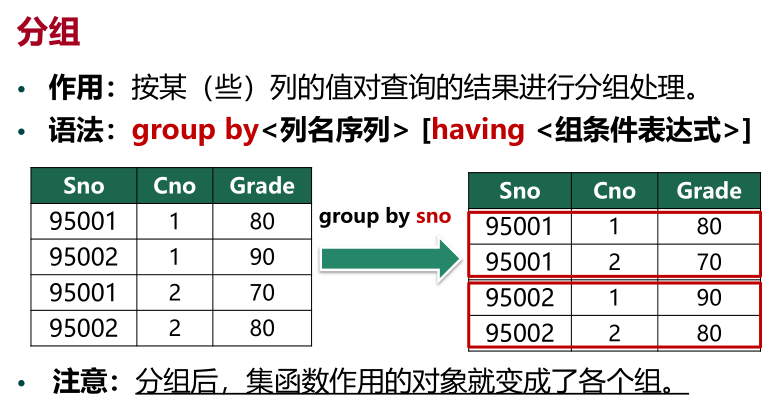 分组
• 作用：按某（些）列的值对查询的结果进行分组处理。
• 语法：group by<列名序列> [having <组条件表达式>]
Sno Cno Grade
95001 1 80
95002 1 90
95001 2 70
95002 2 80
group by sno
Sno Cno Grade
95001 1 80
95001 2 70
95002 1 90
95002 2 80
• 注意：分组后，集函数作用的对象就变成了各个组。